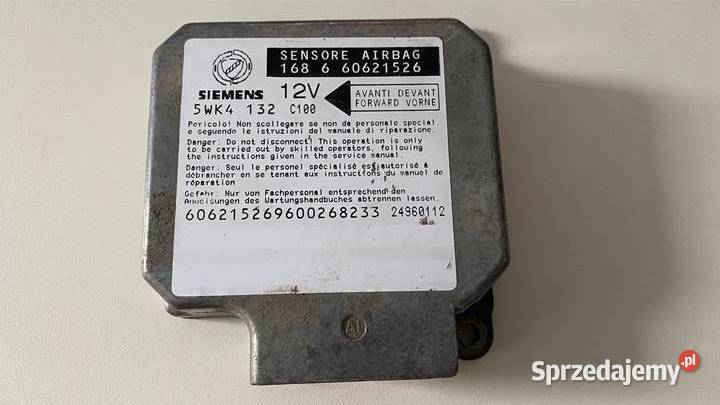 SENSORE AIRBAG
168 6 60621526
SIEMENS 12V
5WK4 132 C100
AVANTI DEVANT
FORWARD VORNE
Pericolo! Non scollegare se non da personale special.
e seguendo le istruzioni del manuale di riparazione.
Danger: Do not disconnect! This operation is only
to be carried out by skilled operators, following
the instructions given in the service manual.
Danger: Seul le personel spécialisé est autorisé à
débrancher en se tenant aux instructions du manuel de
réparation
Gefahr: Nur von Fachpersonal entsprechend den
Anweisungen des Wartungshandbuches abtrennen lassen.
606215269600268233 24960112
AU
Sprzedajemy.pl